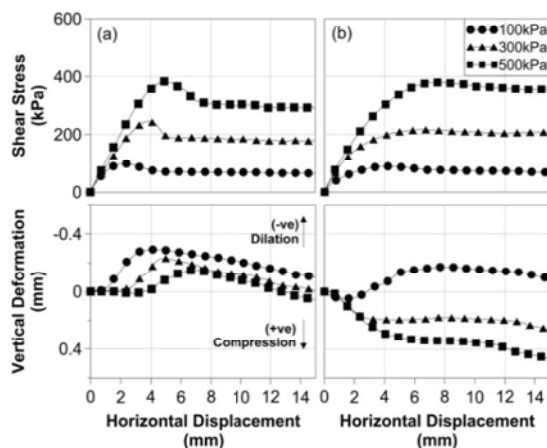 (a)
(b)
100kPa
300kPa
500kPa
600
400
200
0
Shear Stress
(kPa)
-0.4
0
0.4
Vertical Deformation
(mm)
(-ve)
Dilation
(+ve)
Compression
0 2 4 6 8 10 12 14
0 2 4 6 8 10 12 14
Horizontal Displacement
(mm)
Horizontal Displacement
(mm)